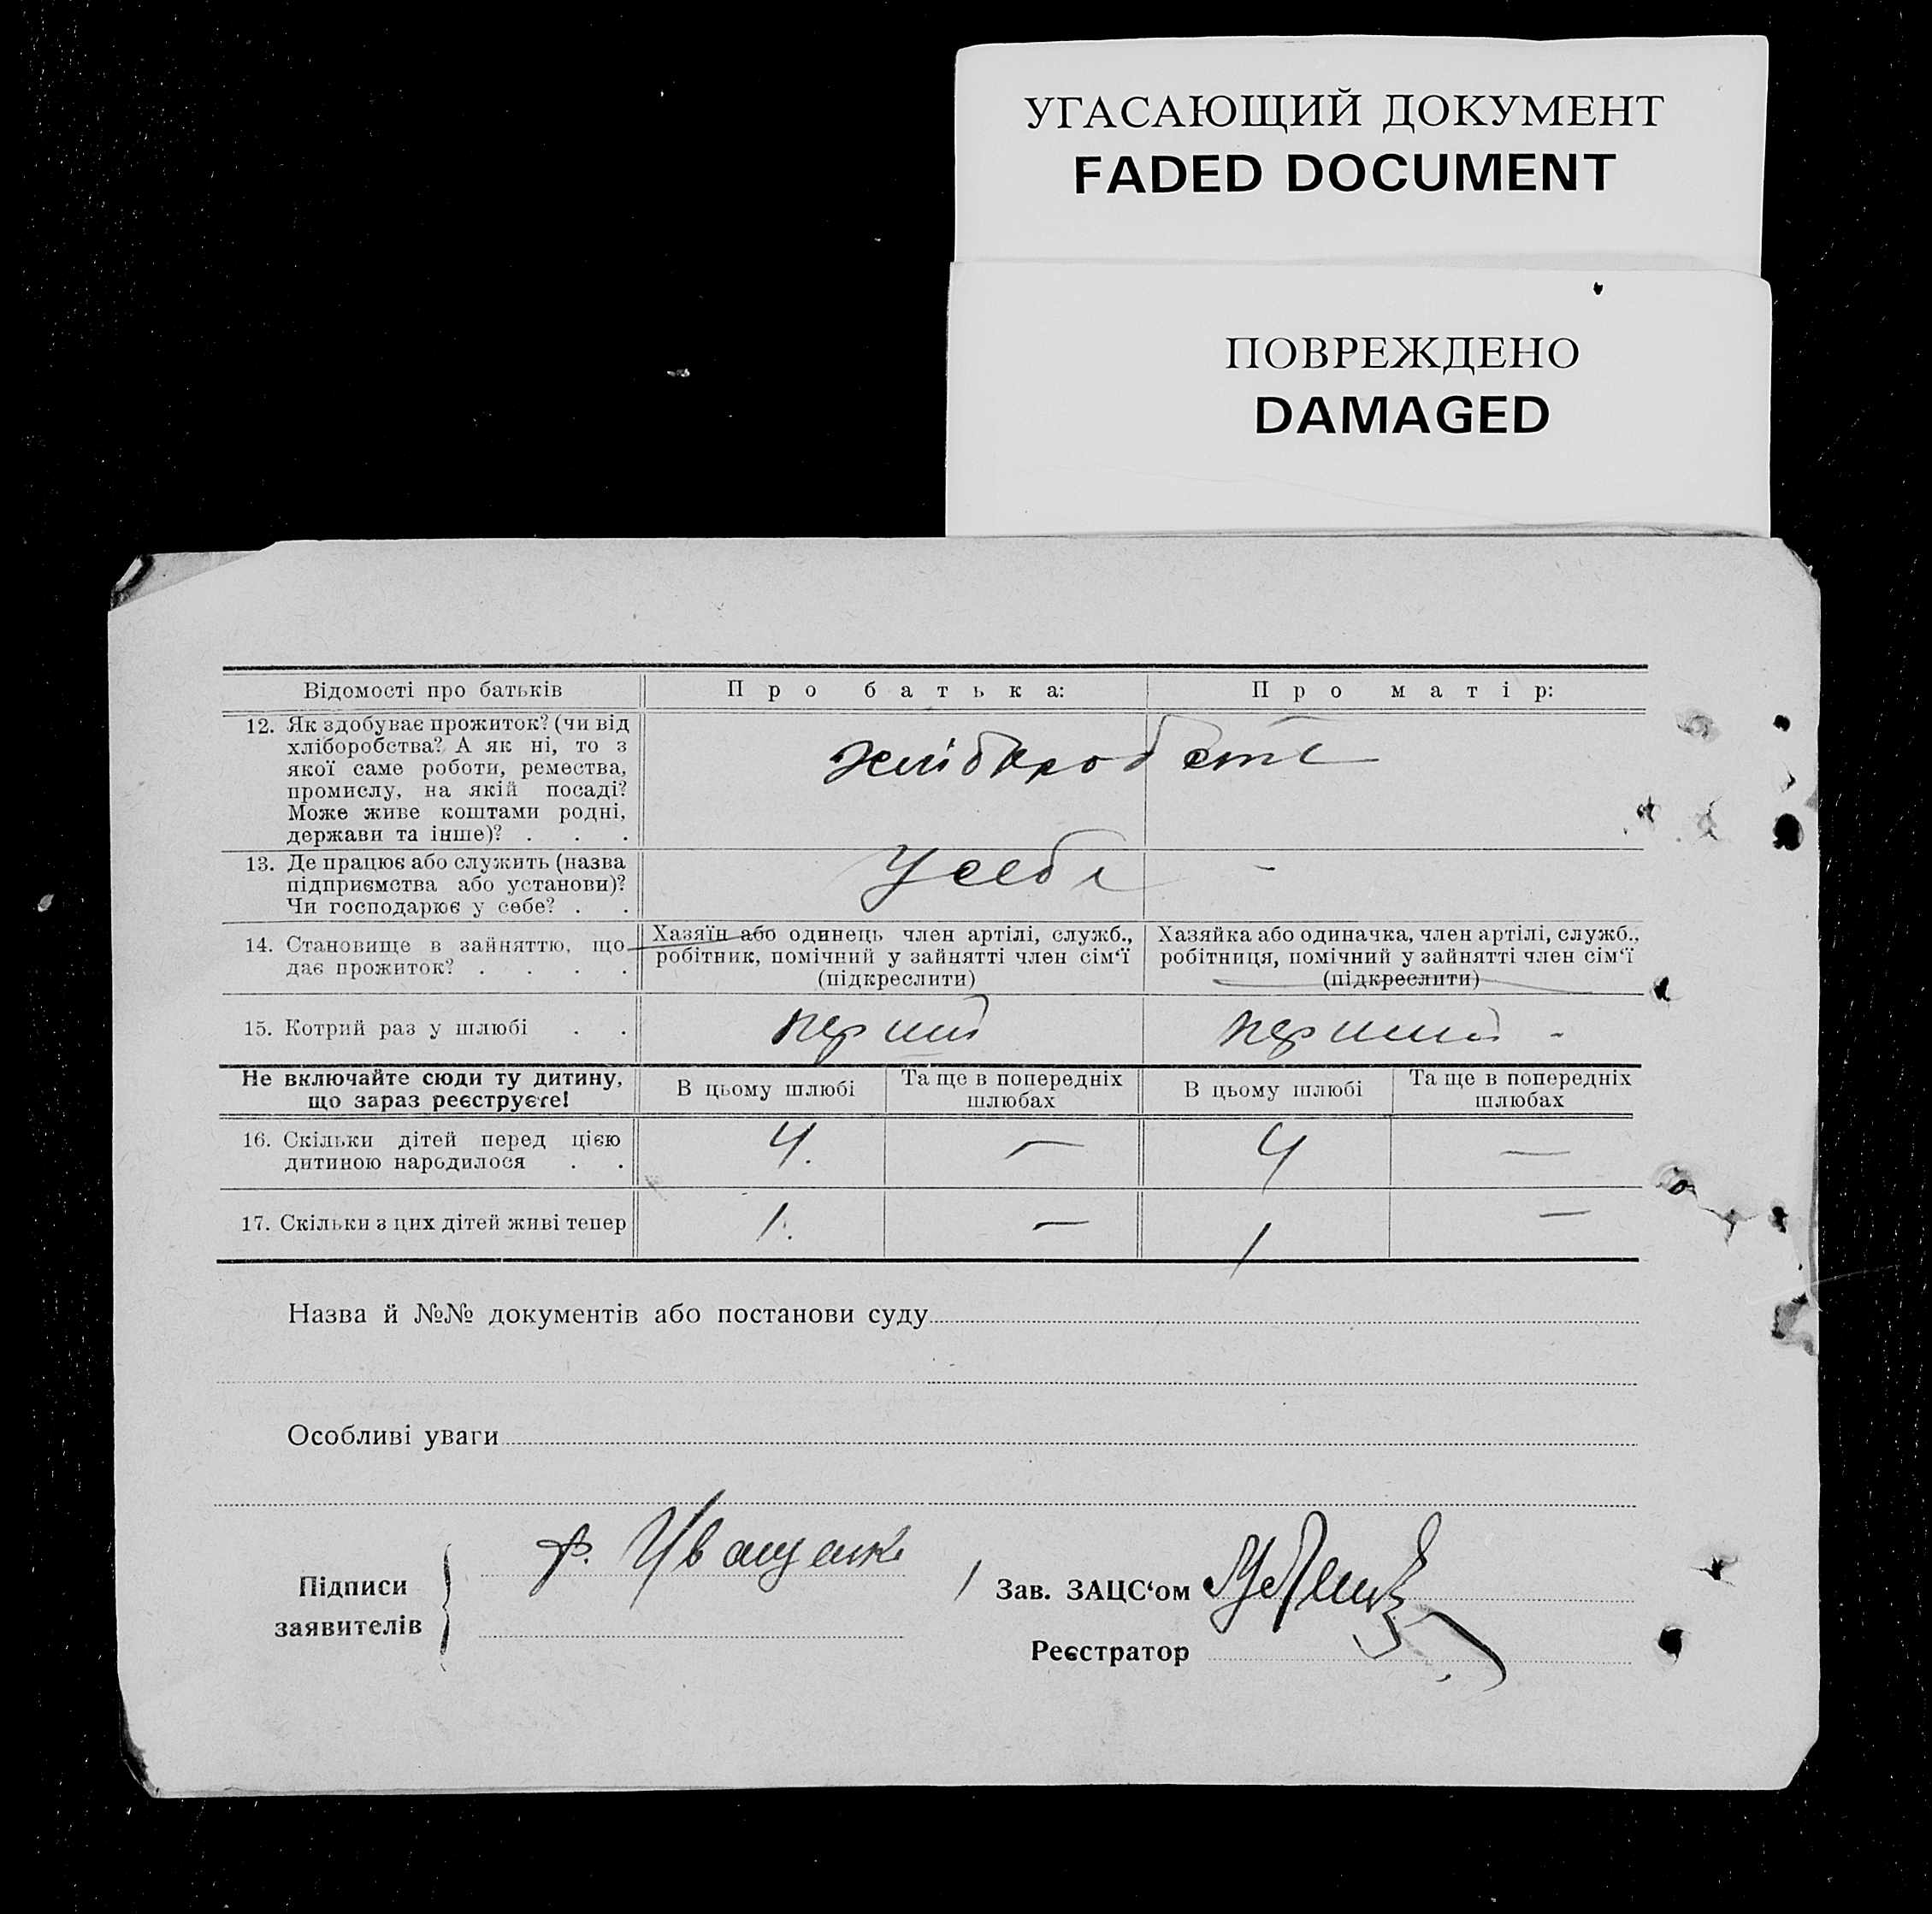 УГАСАЮЩИЙ ДОКУМЕНТ
FADED DOCUMENT
ПОВРЕЖДЕНО
DAMAGED
Відомості про батьків
Про батька:
Про матір:
12. Як здобуває прожиток? (чи від
хліборобства? А як ні, то з
якої саме роботи, ремества,
промислу, на якій посаді?
Може живе коштами родні,
держави та інше)? . . .
13. Де працює або служить (назва
підприємства або установи)?
Чи господарює у себе? . .
У себе
-
14. Становище в зайняттю, що
дає прожиток? . . . .
Хазяїн або одинець член артілі, служб.,
робітник, помічний у зайнятті член сім‘ї
(підкреслити)
Хазяйка або одиначка, член артілі, служб.,
робітниця, помічний у зайнятті член сім‘ї
(підкреслити)
15. Котрий раз у шлюбі . .
перший
перший -
Не включайте сюди ту дитину,
що зараз реєструєте!
В цьому шлюбі
Та ще в попередніх
шлюбах
В цьому шлюбі
Та ще в попередніх
шлюбах
16. Скільки дітей перед цією
дитиною народилося . .
4. — 4 —
17. Скільки з цих дітей живі тепер
1. — 1 —
Назва й №№ документів або постанови суду
Особливі уваги
Підписи
заявителів
Зав. ЗАЦС‘ом
Реєстратор